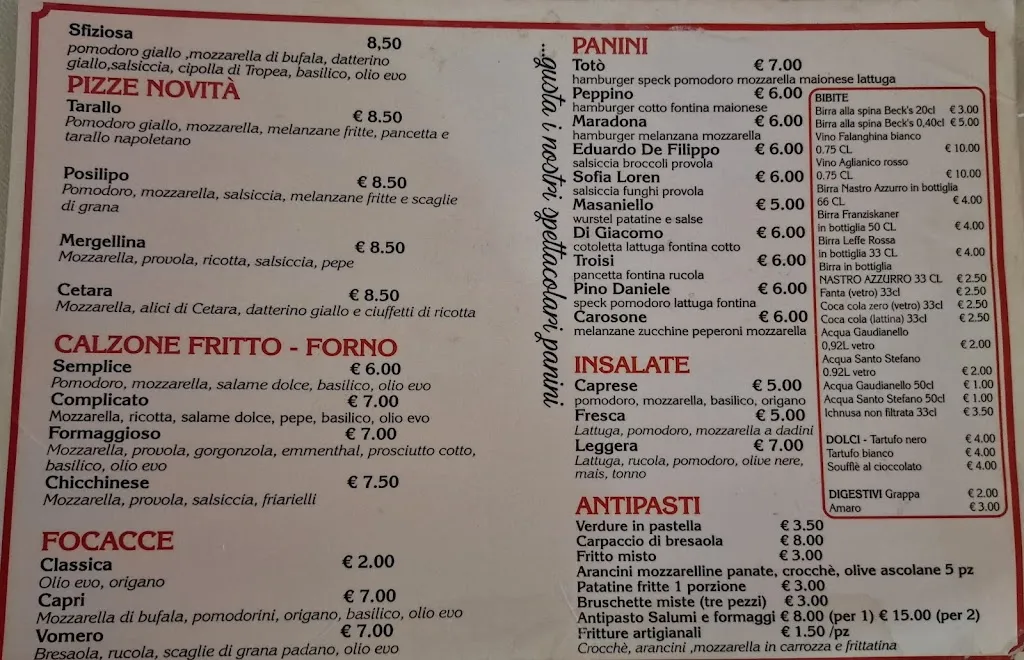 Sfiziosa 8,50
pomodoro giallo ,mozzarella di bufala, datterino
giallo,salsiccia, cipolla di Tropea, basilico, olio evo
PIZZE NOVITÀ
Tarallo € 8.50
Pomodoro giallo, mozzarella, melanzane fritte, pancetta e
tarallo napoletano
Posilipo € 8.50
Pomodoro, mozzarella, salsiccia, melanzane fritte e scaglie
di grana
Mergellina € 8.50
Mozzarella, provola, ricotta, salsiccia, pepe
Cetara € 8.50
Mozzarella, alici di Cetara, datterino giallo e ciuffetti di ricotta
CALZONE FRITTO - FORNO
Semplice € 6.00
Pomodoro, mozzarella, salame dolce, basilico, olio evo
Complicato € 7.00
Mozzarella, ricotta, salame dolce, pepe, basilico, olio evo
Formaggioso € 7.00
Mozzarella, provola, gorgonzola, emmenthal, prosciutto cotto,
basilico, olio evo
Chicchinese € 7.50
Mozzarella, provola, salsiccia, friarielli
FOCACCE
Classica € 2.00
Olio evo, origano
Capri € 7.00
Mozzarella di bufala, pomodorini, origano, basilico, olio evo
Vomero € 7.00
Bresaola, rucola, scaglie di grana padano, olio evo
...gusta i nostri spettacolari panini
PANINI
Totò € 7.00
hamburger speck pomodoro mozzarella maionese lattuga
Peppino € 6.00
hamburger cotto fontina maionese
Maradona € 6.00
hamburger melanzana mozzarella
Eduardo De Filippo € 6.00
salsiccia broccoli provola
Sofia Loren € 6.00
salsiccia funghi provola
Masaniello € 5.00
wurstel patatine e salse
Di Giacomo € 6.00
cotoletta lattuga fontina cotto
Troisi € 6.00
pancetta fontina rucola
Pino Daniele € 6.00
speck pomodoro lattuga fontina
Carosone € 6.00
melanzane zucchine peperoni mozzarella
INSALATE
Caprese € 5.00
pomodoro, mozzarella, basilico, origano
Fresca € 5.00
Lattuga, pomodoro, mozzarella a dadini
Leggera € 7.00
Lattuga, rucola, pomodoro, olive nere,
mais, tonno
ANTIPASTI
Verdure in pastella € 3.50
Carpaccio di bresaola € 8.00
Fritto misto € 3.00
Arancini mozzarelline panate, crocchè, olive ascolane 5 pz
Patatine fritte 1 porzione € 3.00
Bruschette miste (tre pezzi) € 3.00
Antipasto Salumi e formaggi € 8.00 (per 1) € 15.00 (per 2)
Fritture artigianali € 1.50 /pz
Crocchè, arancini ,mozzarella in carrozza e frittatina
BIBITE
Birra alla spina Beck's 20cl € 3.00
Birra alla spina Beck's 0,40cl € 5.00
Vino Falanghina bianco
0.75 CL € 10.00
Vino Aglianico rosso
0.75 CL € 10.00
Birra Nastro Azzurro in bottiglia
66 CL € 4.00
Birra Franziskaner
in bottiglia 50 CL € 4.00
Birra Leffe Rossa
in bottiglia 33 CL € 4.00
Birra in bottiglia
NASTRO AZZURRO 33 CL € 2.50
Fanta (vetro) 33cl € 2.50
Coca cola zero (vetro) 33cl € 2.50
Coca cola (lattina) 33cl € 2.50
Acqua Gaudianello
0,92L vetro € 2.00
Acqua Santo Stefano
0.92L vetro € 2.00
Acqua Gaudianello 50cl € 1.00
Acqua Santo Stefano 50cl € 1.00
Ichnusa non filtrata 33cl € 3.50
DOLCI - Tartufo nero € 4.00
Tartufo bianco € 4.00
Soufflè al cioccolato € 4.00
DIGESTIVI Grappa € 2.00
Amaro € 3.00